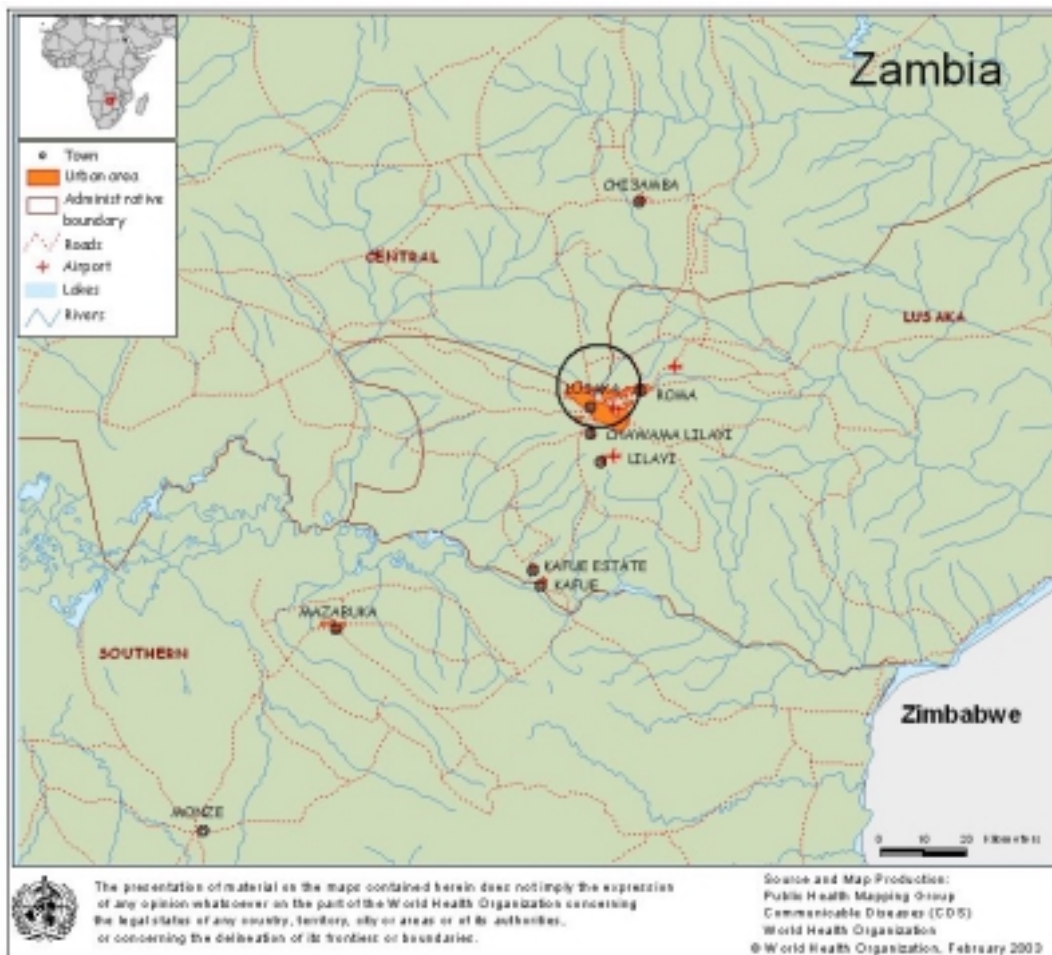 Zambia
Town
Urban area
Administrative
boundary
Roads
Airport
Lakes
Rivers
CHISAMBA
CENTRAL
LUSAKA
LUSAKA
ROMA
CHAWAMA LILAYI
LILAYI
KAFUE ESTATE
KAFUE
MAZABUKA
SOUTHERN
Zimbabwe
MONZE
0 10 20 Kilometers
The presentation of material on the maps contained herein does not imply the expression
of any opinion whatsoever on the part of the World Health Organization concerning
the legal status of any country, territory, city or areas or of its authorities,
or concerning the delineation of its frontiers or boundaries.
Source and Map Production:
Public Health Mapping Group
Communicable Diseases (CDS)
World Health Organization
© World Health Organization, February 2003